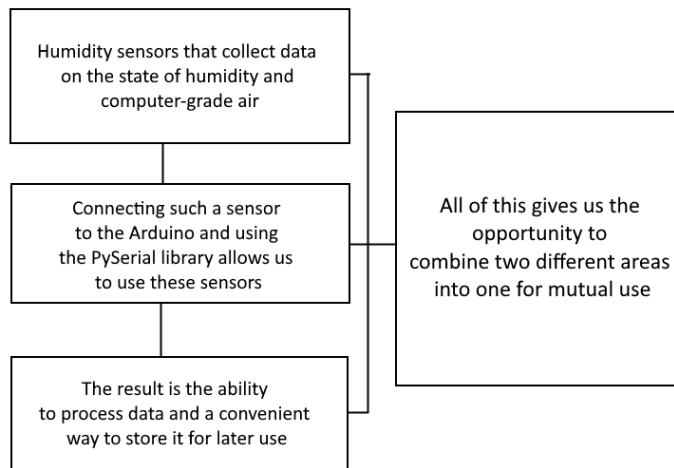 Humidity sensors that collect data
on the state of humidity and
computer-grade air
Connecting such a sensor
to the Arduino and using
the PySerial library allows us
to use these sensors
The result is the ability
to process data and a convenient
way to store it for later use
All of this gives us the
opportunity to
combine two different areas
into one for mutual use